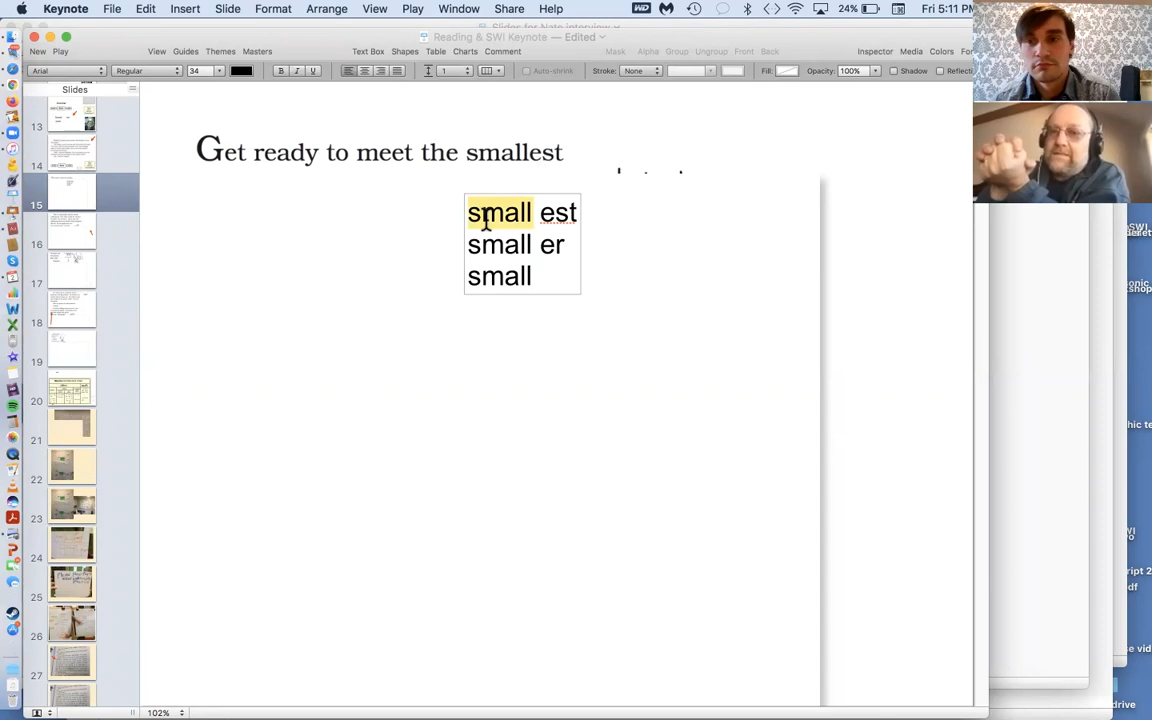 Keynote File Edit Insert Slide Format Arrange View Play Window Share Help 24% Fri 5:11 PM
Reading & SWI Keynote — Edited
New Play View Guides Themes Masters Text Box Shapes Table Charts Comment Mask Alpha Group Ungroup Front Back Inspector Media Colors
Arial Regular 34 B I U 1 Auto-shrink Stroke: None Fill: Opacity: 100% Shadow
Slides
13
14
15
16
17
18
19
20
21
22
23
24
25
26
27
Get ready to meet the smallest
small est
small er
small
102%